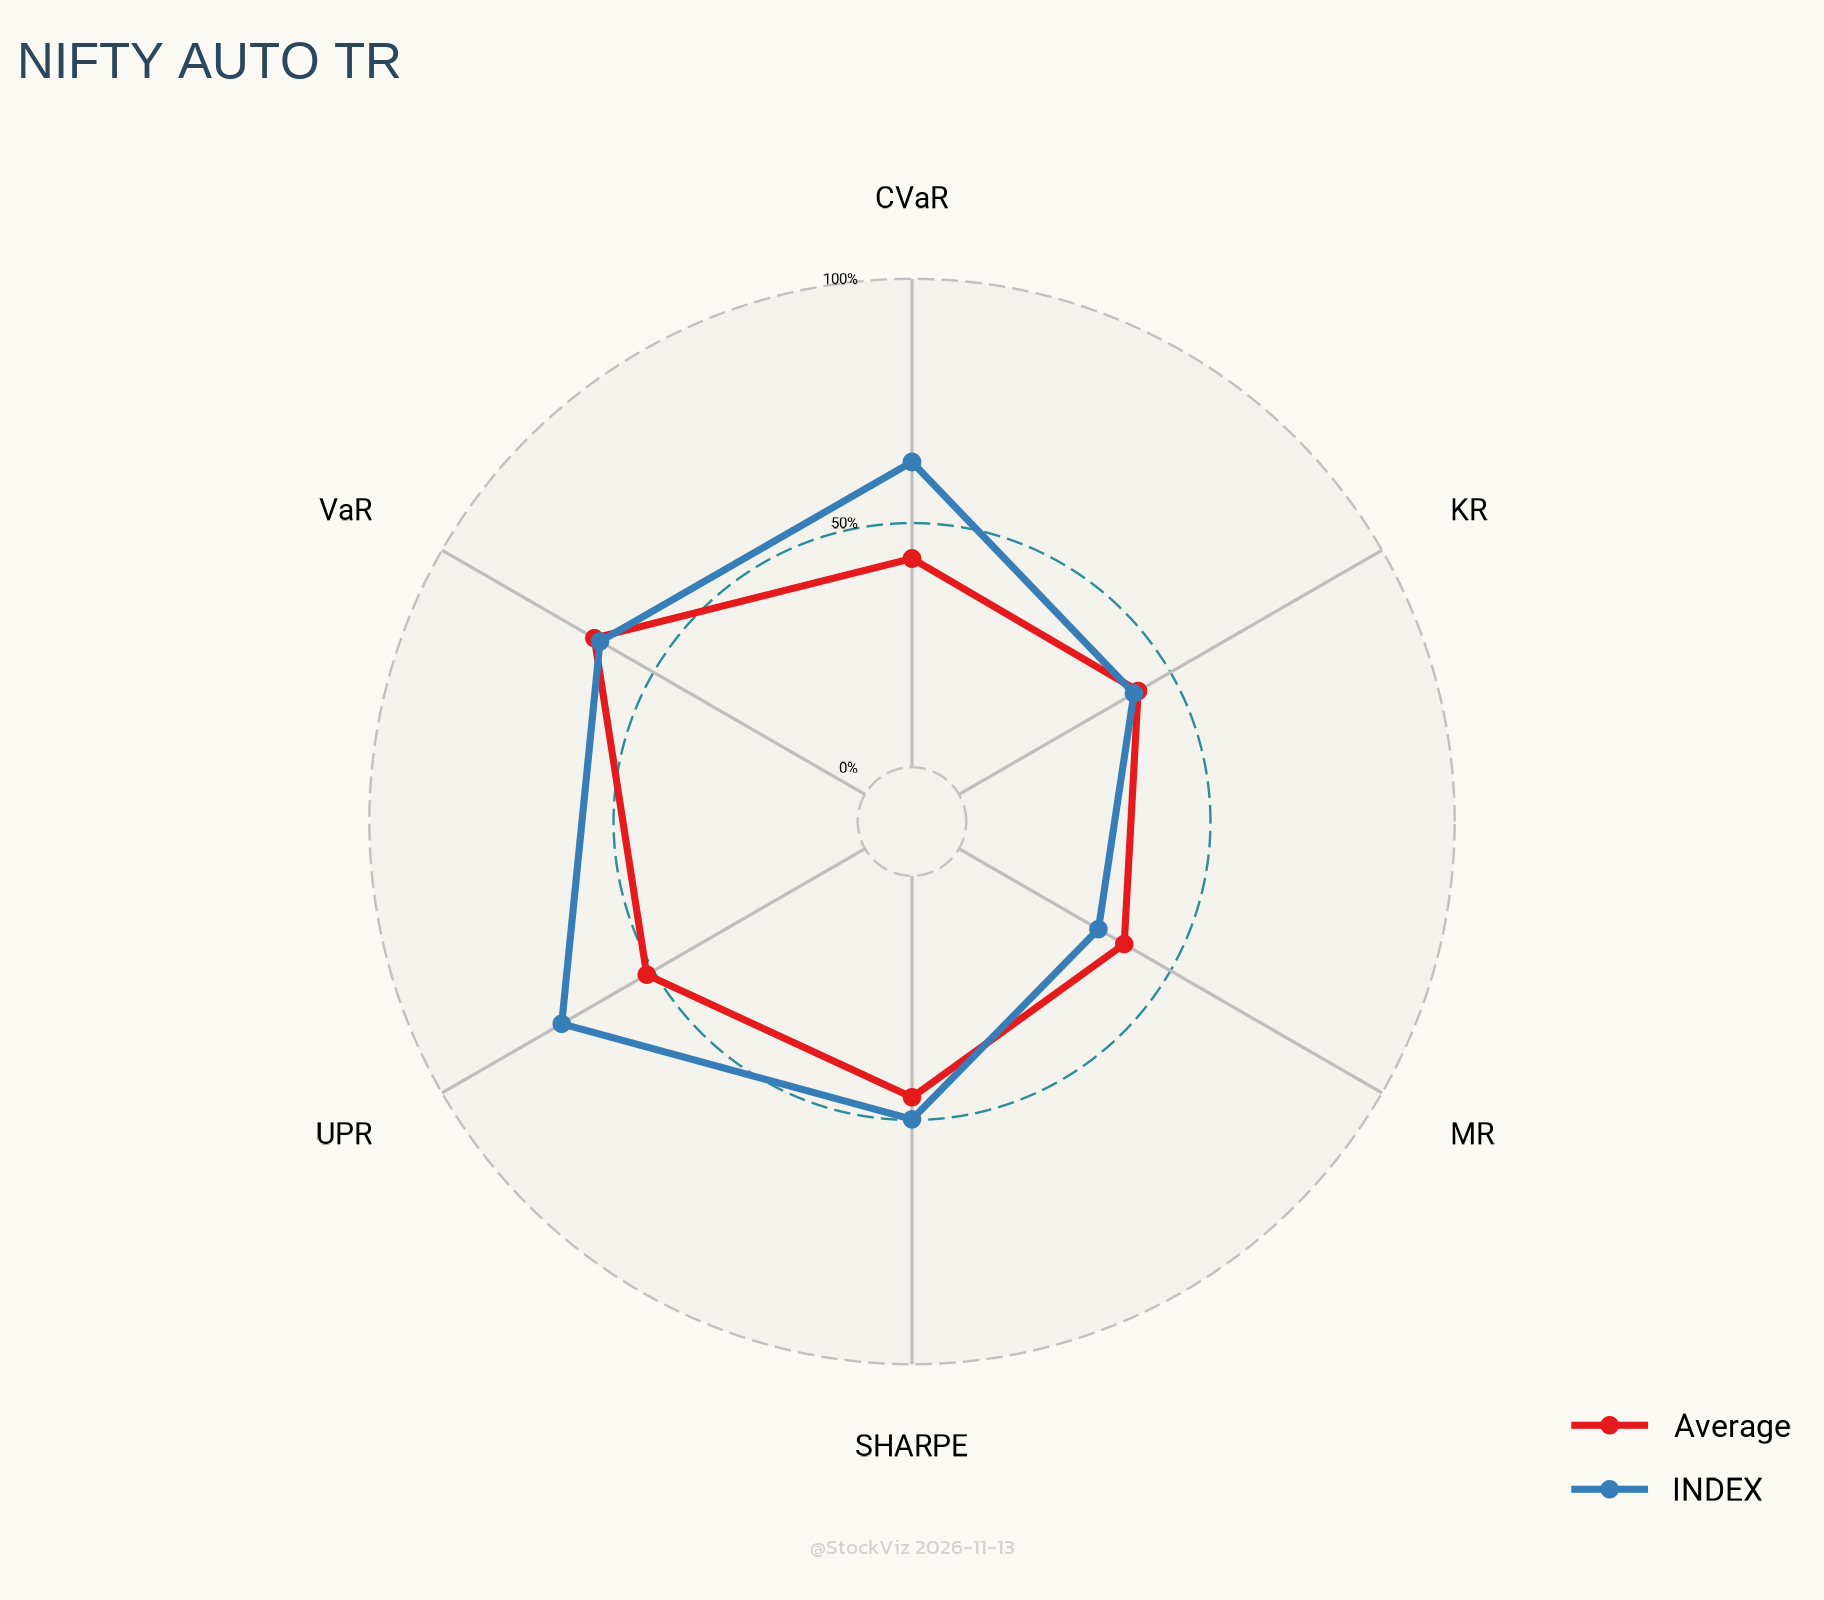 NIFTY AUTO TR
CVaR
100%
VaR
KR
50%
0%
UPR
MR
SHARPE
Average
INDEX
@StockViz 2026-11-13